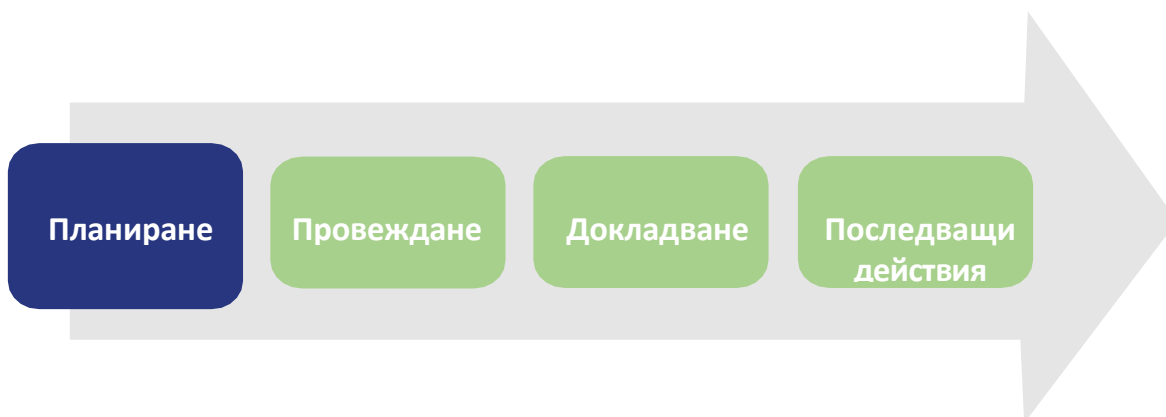 Планиране
Провеждане
Докладване
Последващи
действия